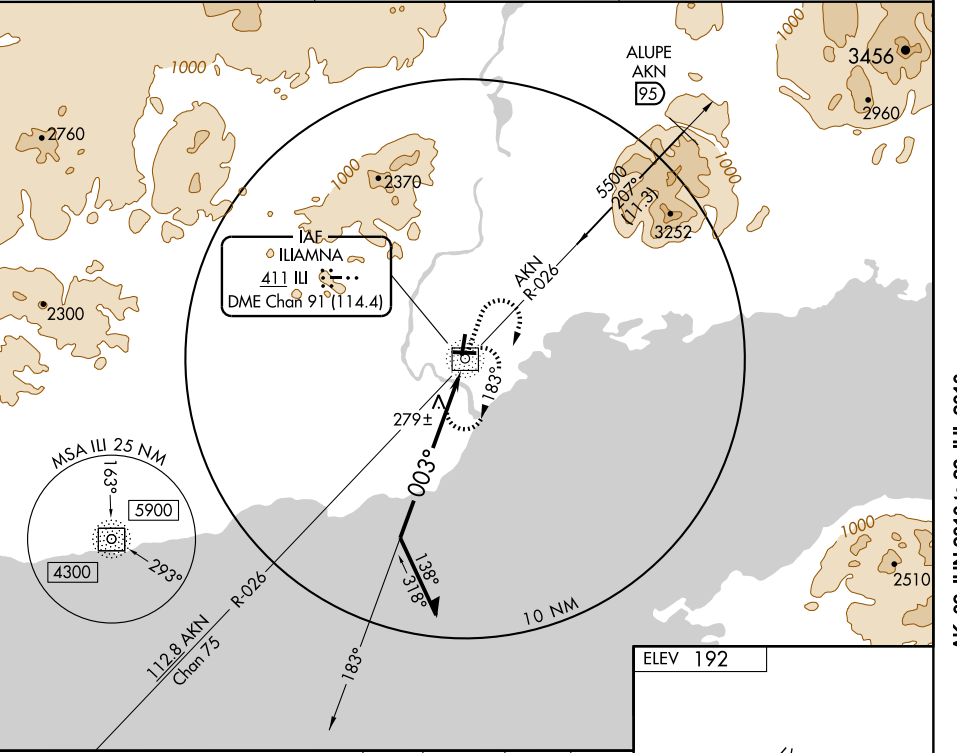 1000
2760
1000
2370
ALUPE
AKN
95
1000
3456
2960
1000
5500
207°
(11.3)
3252
IAF
ILIAMNA
411 ILI
DME Chan 91 (114.4)
AKN
R-026
2300
183°
279±
003°
MSA ILI 25 NM
163°
5900
4300
293°
138°
318°
R-026
10 NM
112.8 AKN
Chan 75
183°
1000
2510
ELEV 192